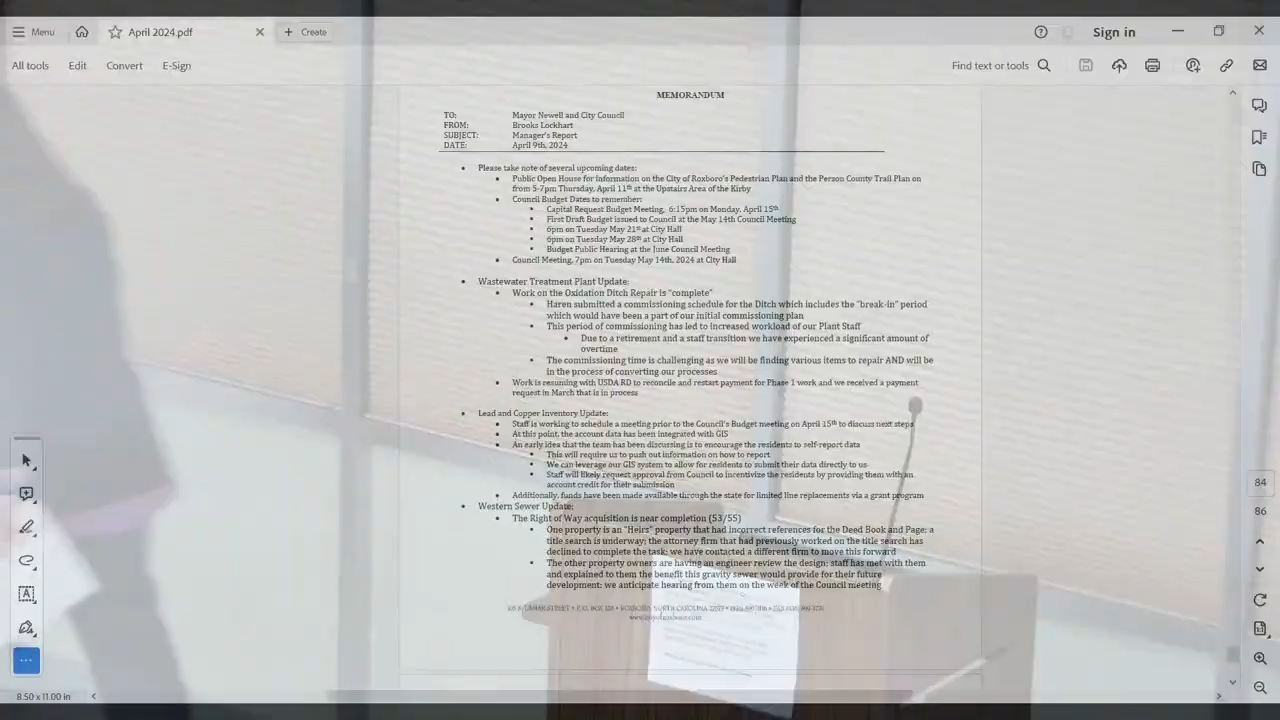 Menu
April 2024.pdf
Create
Sign in
All tools
Edit
Convert
E-Sign
Find text or tools
MEMORANDUM
TO: Mayor Newell and City Council
FROM: Brooks Lockhart
SUBJECT: Manager's Report
DATE: April 9th, 2024
• Please take note of several upcoming dates:
• Public Open House for information on the City of Roxboro's Pedestrian Plan and the Person County Trail Plan on
from 5-7pm Thursday, April 11th at the Upstairs Area of the Kirby
• Council Budget Dates to remember:
• Capital Request Budget Meeting, 6:15pm on Monday, April 15th
• First Draft Budget issued to Council at the May 14th Council Meeting
• 6pm on Tuesday May 21st at City Hall
• 6pm on Tuesday May 28th at City Hall
• Budget Public Hearing at the June Council Meeting
• Council Meeting, 7pm on Tuesday May 14th, 2024 at City Hall
• Wastewater Treatment Plant Update:
• Work on the Oxidation Ditch Repair is "complete"
• Haren submitted a commissioning schedule for the Ditch which includes the "break-in" period
which would have been a part of our initial commissioning plan
• This period of commissioning has led to increased workload of our Plant Staff
• Due to a retirement and a staff transition we have experienced a significant amount of
overtime
• The commissioning time is challenging as we will be finding various items to repair AND will be
in the process of converting our processes
• Work is resuming with USDA RD to reconcile and restart payment for Phase 1 work and we received a payment
request in March that is in process
• Lead and Copper Inventory Update:
• Staff is working to schedule a meeting prior to the Council's Budget meeting on April 15th to discuss next steps
• At this point, the account data has been integrated with GIS
• An early idea that the team has been discussing is to encourage the residents to self-report data
• This will require us to push out information on how to report
• We can leverage our GIS system to allow for residents to submit their data directly to us
• Staff will likely request approval from Council to incentivize the residents by providing them with an
account credit for their submission
• Additionally, funds have been made available through the state for limited line replacements via a grant program
• Western Sewer Update:
• The Right of Way acquisition is near completion (53/55)
• One property is an "Heirs" property that had incorrect references for the Deed Book and Page; a
title search is underway; the attorney firm that had previously worked on the title search has
declined to complete the task; we have contacted a different firm to move this forward
• The other property owners are having an engineer review the design; staff has met with them
and explained to them the benefit this gravity sewer would provide for their future
development; we anticipate hearing from them on the week of the Council meeting
84
86
8.50 x 11.00 in